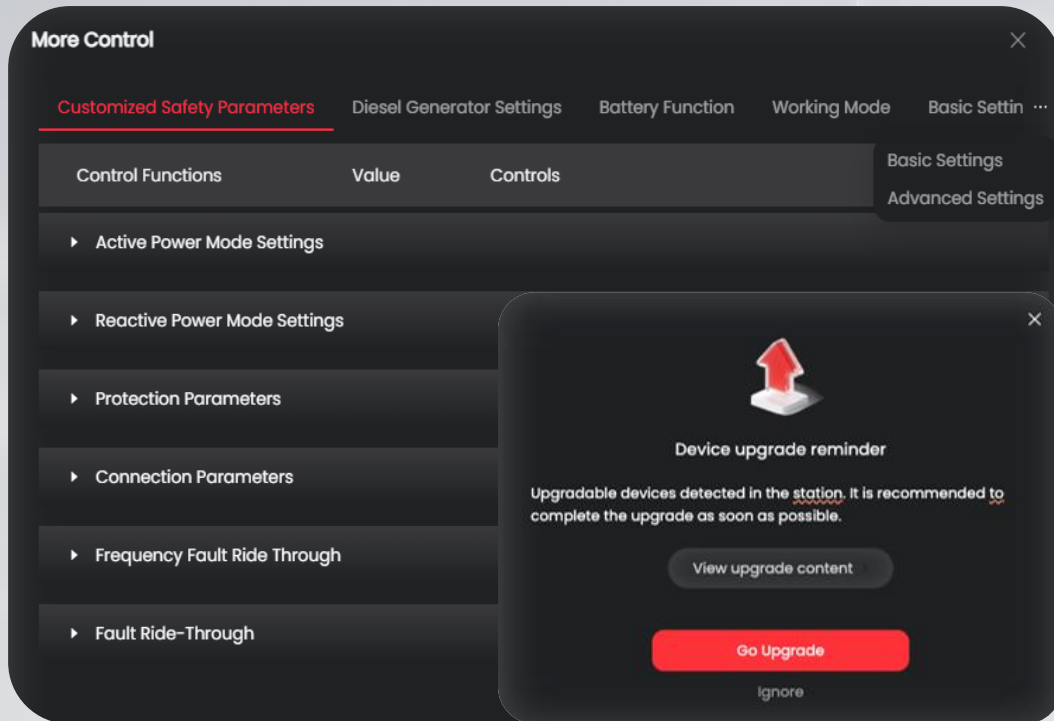 More Control
Customized Safety Parameters Diesel Generator Settings Battery Function Working Mode Basic Settin ...
Basic Settings
Advanced Settings
Control Functions Value Controls
Active Power Mode Settings
Reactive Power Mode Settings
Protection Parameters
Connection Parameters
Frequency Fault Ride Through
Fault Ride-Through
Device upgrade reminder
Upgradable devices detected in the station. It is recommended to
complete the upgrade as soon as possible.
View upgrade content
Go Upgrade
Ignore